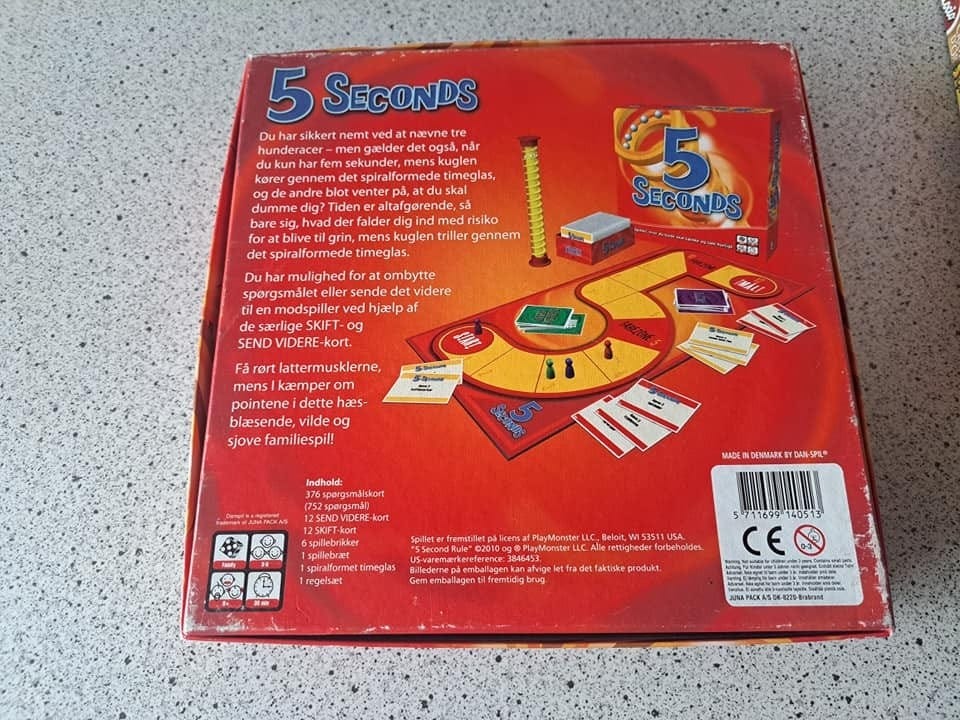 5 SECONDS
Du har sikkert nemt ved at nævne tre
hunderacer – men gælder det også, når
du kun har fem sekunder, mens kuglen
kører gennem det spiralformede timeglas,
og de andre blot venter på, at du skal
dumme dig? Tiden er altafgørende, så
bare sig, hvad der falder dig ind med risiko
for at blive til grin, mens kuglen triller gennem
det spiralformede timeglas.
Du har mulighed for at ombytte
spørgsmålet eller sende det videre
til en modspiller ved hjælp af
de særlige SKIFT- og
SEND VIDERE-kort.
Få rørt lattermusklerne,
mens I kæmper om
pointene i dette hæs-
blæsende, vilde og
sjove familiespil!
5
SECONDS
5
SECONDS
MADE IN DENMARK BY DAN-SPIL®
Indhold:
376 spørgsmålskort
(752 spørgsmål)
12 SEND VIDERE-kort
12 SKIFT-kort
6 spillebrikker
1 spillebræt
1 spiralformet timeglas
1 regelsæt
Danspil is a registered
trademark of JUNA PACK A/S
Family
8+
30 min
Spillet er fremstillet på licens af PlayMonster LLC., Beloit, WI 53511 USA.
"5 Second Rule" ©2010 og ® PlayMonster LLC. Alle rettigheder forbeholdes.
US-varemærkereference: 3846453.
Billederne på emballagen kan afvige let fra det faktiske produkt.
Gem emballagen til fremtidig brug.
5 711699 140513
CE
0-3
JUNA PACK A/S DK-8220-Brabrand